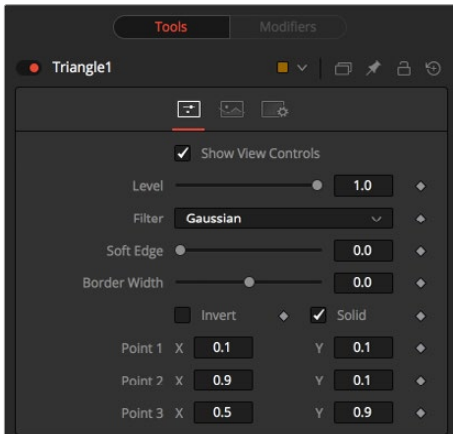 Tools Modifiers
Triangle1
Show View Controls
Level 1.0
Filter Gaussian
Soft Edge 0.0
Border Width 0.0
Invert Solid
Point 1 X 0.1 Y 0.1
Point 2 X 0.9 Y 0.1
Point 3 X 0.5 Y 0.9